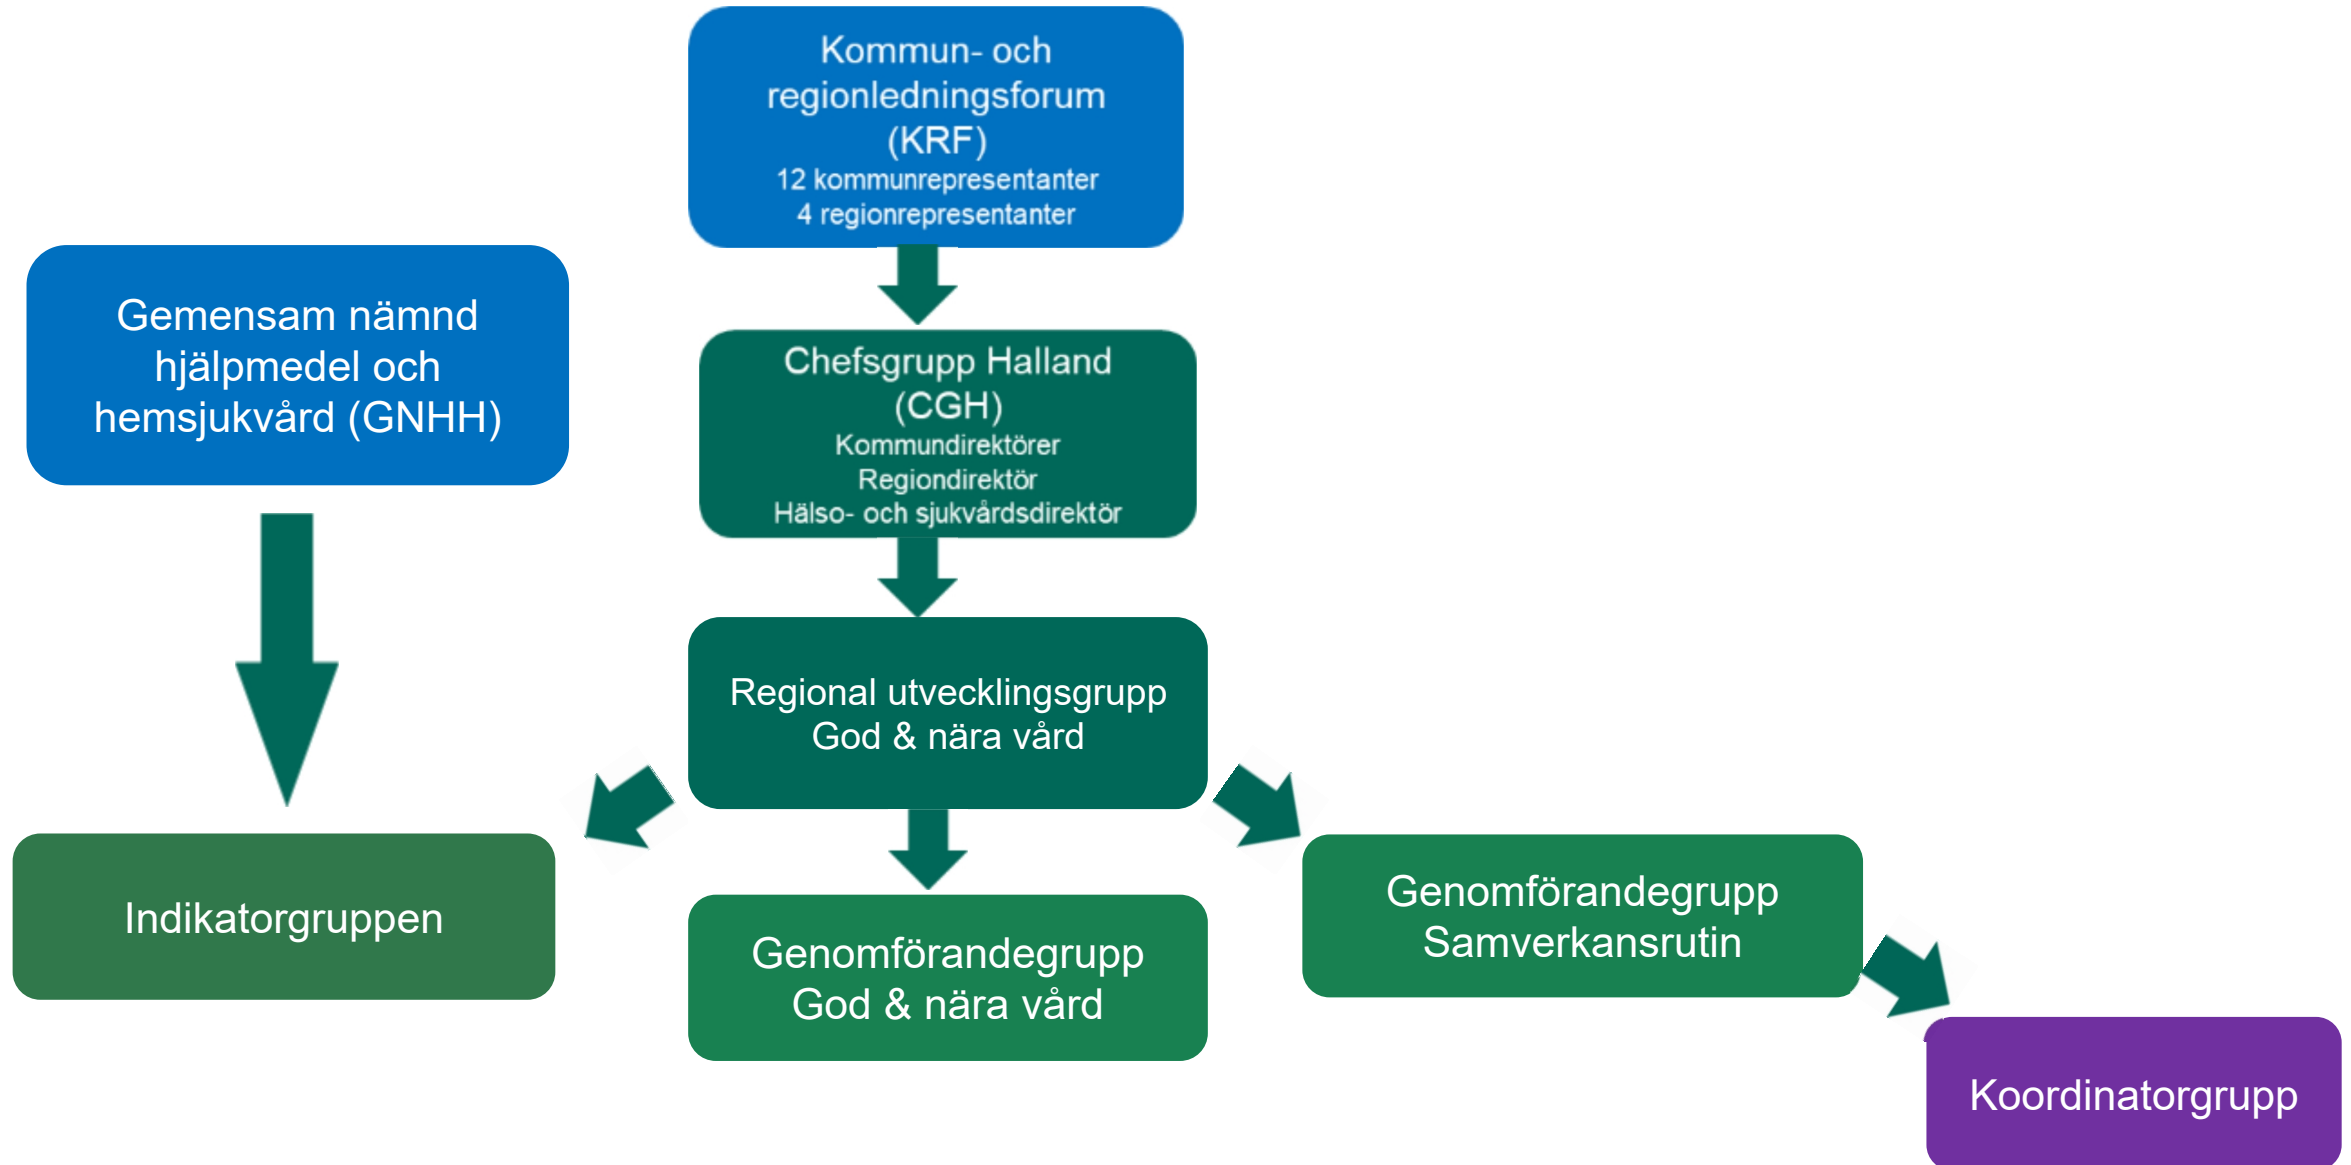 Kommun- och
regionledningsforum
(KRF)
12 kommunrepresentanter
4 regionrepresentanter
Gemensam nämnd
hjälpmedel och
hemsjukvård (GNHH)
Chefsgrupp Halland
(CGH)
Kommundirektörer
Regiondirektör
Hälso- och sjukvårdsdirektör
Regional utvecklingsgrupp
God & nära vård
Indikatorgruppen
Genomförandegrupp
God & nära vård
Genomförandegrupp
Samverkansrutin
Koordinatorgrupp